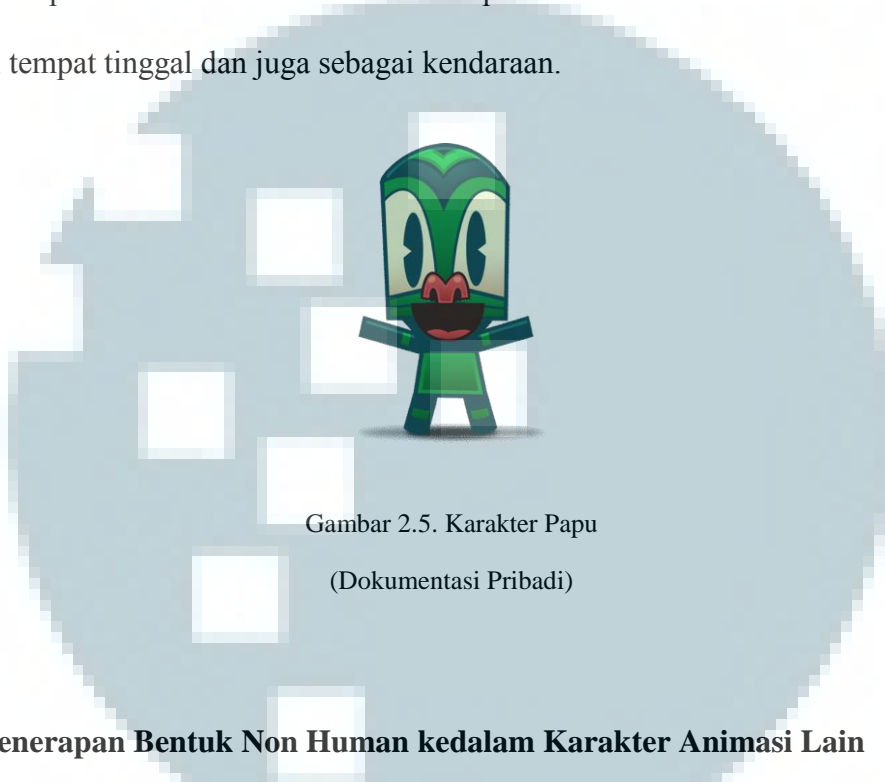 tempat tinggal dan juga sebagai kendaraan.
Gambar 2.5. Karakter Papu
(Dokumentasi Pribadi)
enerapan Bentuk Non Human kedalam Karakter Animasi Lain